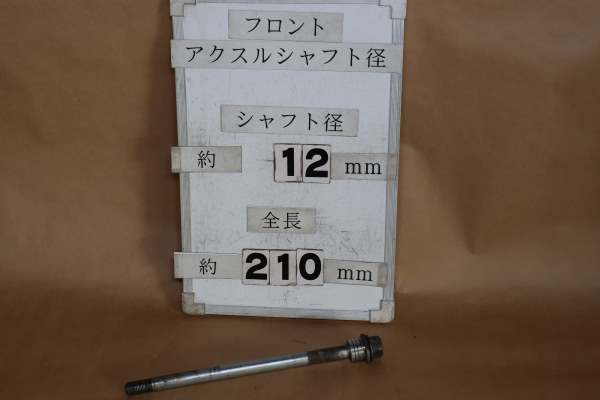 フロント
アクスルシャフト径
シャフト径
約 12 mm
全長
約 210 mm